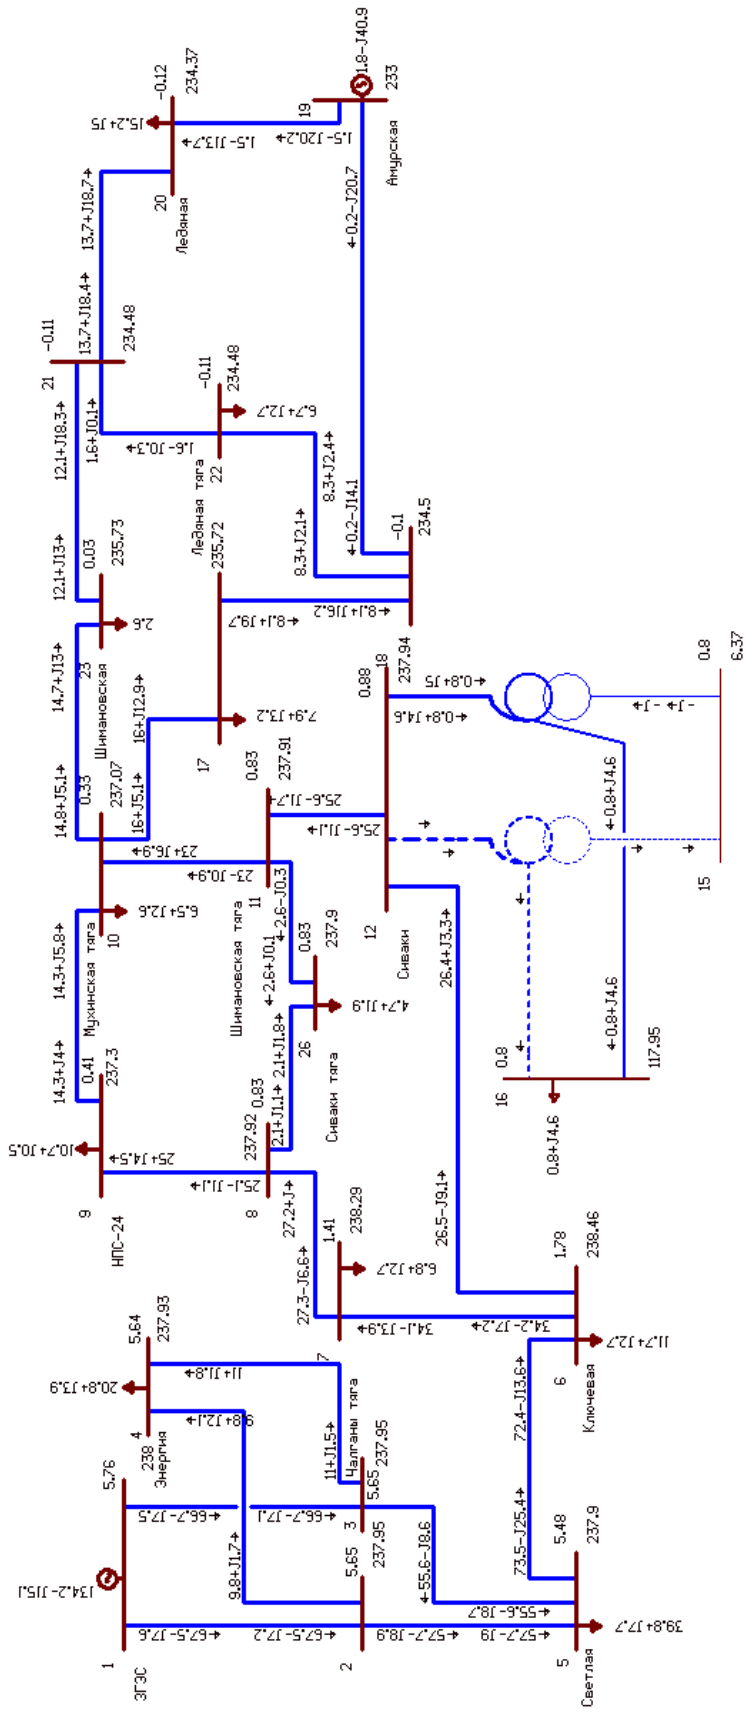 1.8-J40.9
233
19
Амурская
-0.12
234.37
15.2+J5
20
Ледяная
1.5-J13.7
1.5-J20.2
0.2-J20.7
13.7+J18.7
13.7+J18.4
-0.11
234.48
21
12.1+J18.3
1.6+J0.1
1.6-J0.3
-0.11
234.48
6.7+J2.7
22
Ледяная тяга
8.3+J2.4
8.3+J2.1
0.2-J14.1
-0.1
234.5
18
12.1+J13
0.03
235.73
2.6
23
Шимановская
235.72
8.1+J9.7
8.1+J16.2
7.9+J3.2
17
14.7+J13
14.8+J5.1
16+J12.9
16+J5.1
0.33
237.07
6.5+J2.6
10
Мухинская тяга
23+J6.9
23-J0.9
0.83
237.91
11
Шимановская тяга
25.6-J1.7
25.6-J1.1
0.88
237.94
12
Сиваки
0.8+J5
0.8+J4.6
-J
-J
0.8
6.37
15
0.8+J4.6
0.8+J4.6
0.8
16
117.95
0.8+J4.6
14.3+J5.8
14.3+J4
0.41
237.3
10.7+J0.5
9
НПС-24
25+J4.5
25.1-J1.1
0.83
237.92
8
2.6-J0.3
2.6+J0.1
0.83
237.9
4.7+J1.9
26
Сиваки тяга
2.1+J1.8
2.1+J1.1
27.2+J
27.3-J6.6
1.41
238.29
6.8+J2.7
7
Чалганы тяга
34.1-J3.9
34.2-J7.2
26.4+J3.3
26.5-J9.1
1.78
238.46
11.7+J2.7
6
Ключевая
72.4-J13.6
73.5-J25.4
5.64
237.93
20.8+J3.9
4
238
Энергия
11+J1.8
11+J1.5
9.8+J2.1
9.8+J1.7
5.76
134.2-J15.1
1
ЗГЭС
66.7-J7.5
66.7-J7.1
67.5-J7.6
67.5-J7.2
5.65
237.95
3
5.65
237.95
2
55.6-J8.6
55.6-J8.7
57.7-J8.9
57.7-J9
5.48
237.9
39.8+J7.7
5
Светлая